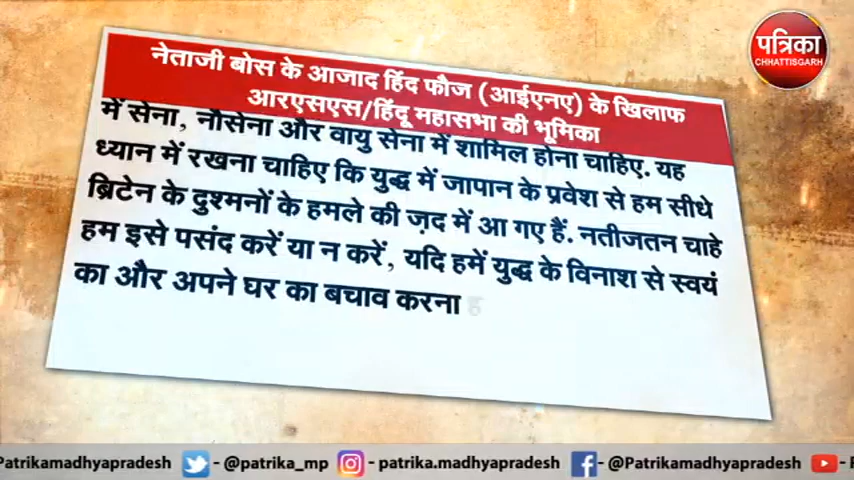 पत्रिका
CHHATTISGARH
नेताजी बोस के आजाद हिंद फौज (आईएनए) के खिलाफ
आरएसएस/हिंदू महासभा की भूमिका
में सेना, नौसेना और वायु सेना में शामिल होना चाहिए. यह
ध्यान में रखना चाहिए कि युद्ध में जापान के प्रवेश से हम सीधे
ब्रिटेन के दुश्मनों के हमले की ज़द में आ गए हैं. नतीजतन चाहे
हम इसे पसंद करें या न करें, यदि हमें युद्ध के विनाश से स्वयं
का और अपने घर का बचाव करना
Patrikamadhyapradesh - @patrika_mp - patrika.madhyapradesh - @Patrikamadhyapradesh -